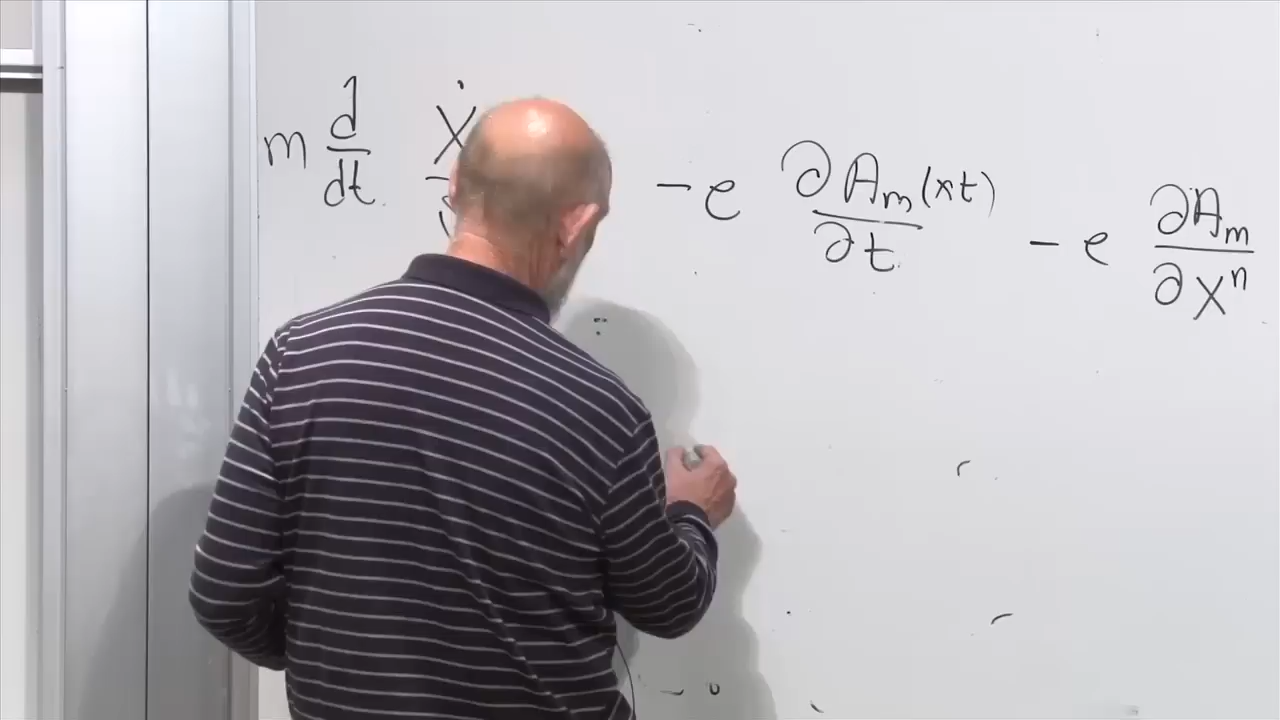 m d/dt ẋ - e ∂A_m(xt)/∂t - e ∂A_m/∂x^n